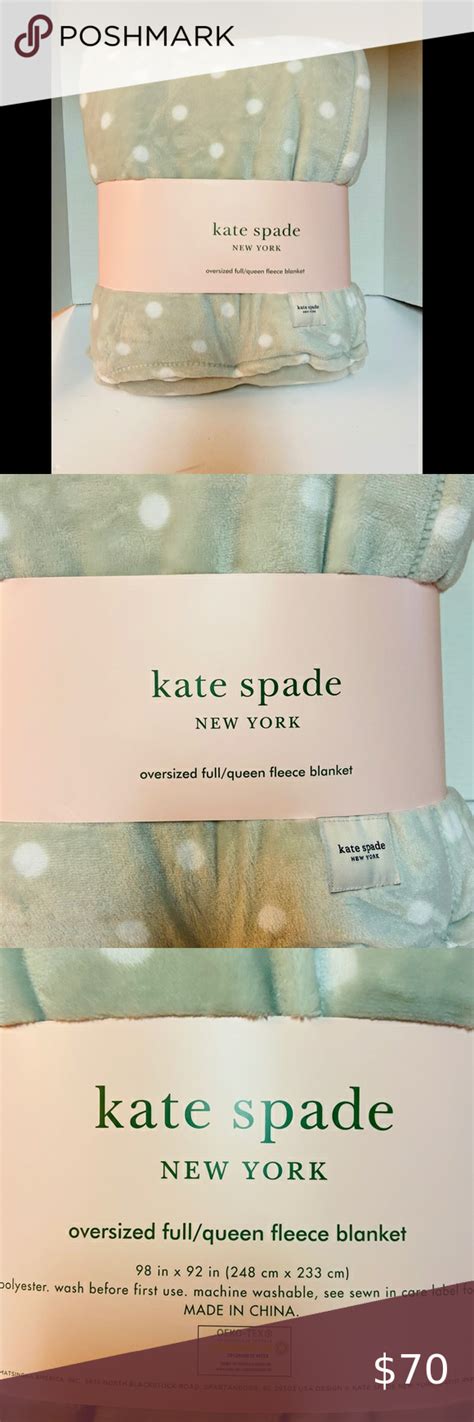 POSHMARK
kate spade
NEW YORK
oversized full/queen fleece blanket
kate spade
NEW YORK
kate spade
NEW YORK
oversized full/queen fleece blanket
kate spade
NEW YORK
kate spade
NEW YORK
oversized full/queen fleece blanket
98 in x 92 in (248 cm x 233 cm)
polyester. wash before first use. machine washable, see sewn in care label fo
MADE IN CHINA.
OEKO-TEX®
$70